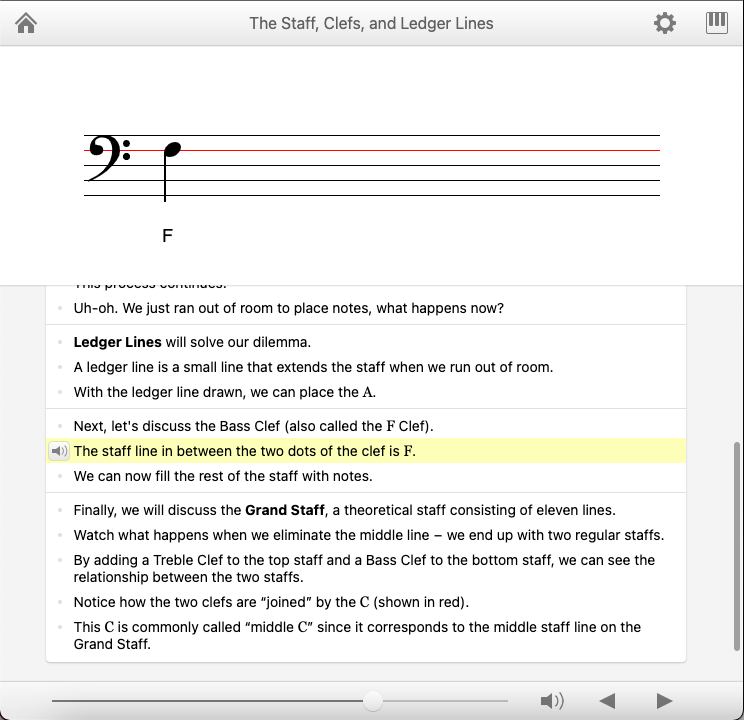 The Staff, Clefs, and Ledger Lines
F
This process continues.
Uh-oh. We just ran out of room to place notes, what happens now?
Ledger Lines will solve our dilemma.
A ledger line is a small line that extends the staff when we run out of room.
With the ledger line drawn, we can place the A.
Next, let's discuss the Bass Clef (also called the F Clef).
The staff line in between the two dots of the clef is F.
We can now fill the rest of the staff with notes.
Finally, we will discuss the Grand Staff, a theoretical staff consisting of eleven lines.
Watch what happens when we eliminate the middle line – we end up with two regular staffs.
By adding a Treble Clef to the top staff and a Bass Clef to the bottom staff, we can see the
relationship between the two staffs.
Notice how the two clefs are “joined” by the C (shown in red).
This C is commonly called “middle C” since it corresponds to the middle staff line on the
Grand Staff.